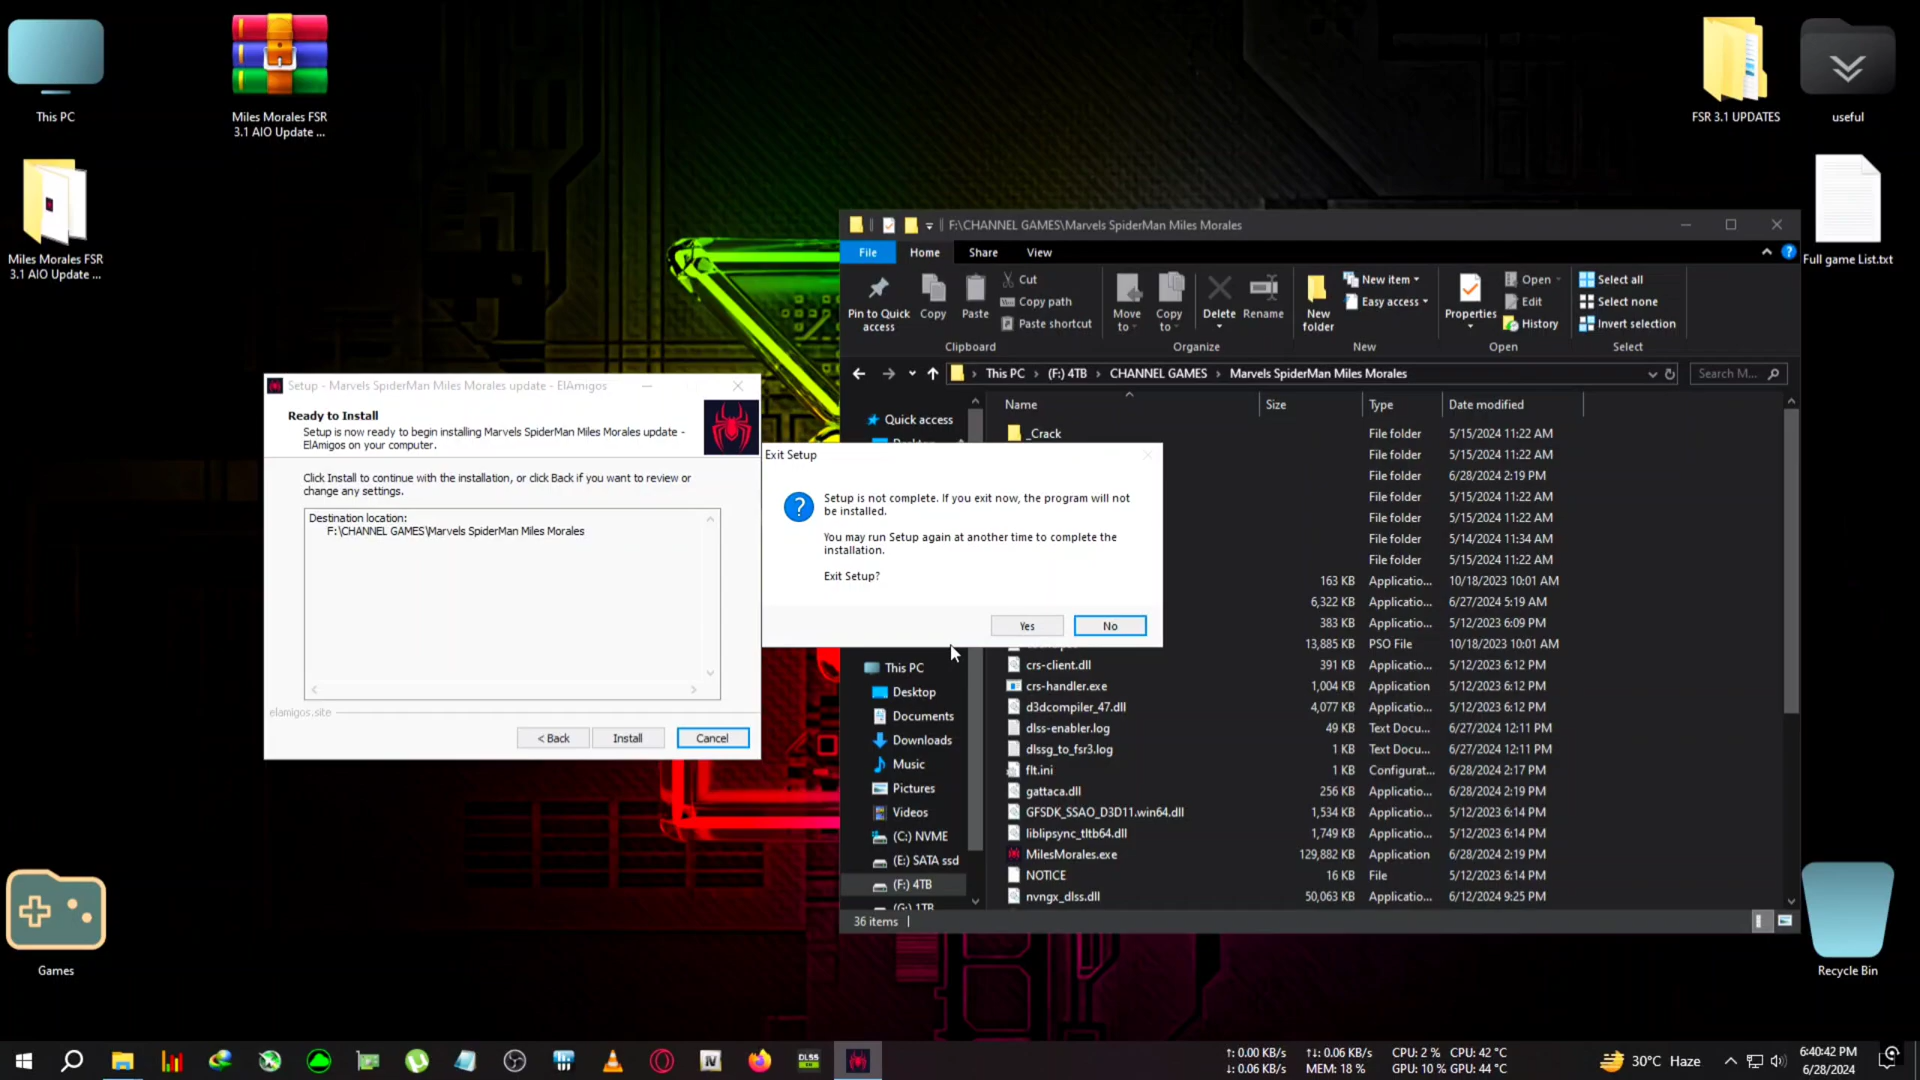 This PC
Miles Morales FSR
3.1 AIO Update ...
Miles Morales FSR
3.1 AIO Update ...
Games
FSR 3.1 UPDATES
useful
Full game List.txt
Recycle Bin
Setup - Marvels SpiderMan Miles Morales update - ElAmigos
Ready to Install
Setup is now ready to begin installing Marvels SpiderMan Miles Morales update -
ElAmigos on your computer.
Click Install to continue with the installation, or click Back if you want to review or
change any settings.
Destination location:
F:\CHANNEL GAMES\Marvels SpiderMan Miles Morales
elamigos.site
< Back
Install
Cancel
Exit Setup
Setup is not complete. If you exit now, the program will not
be installed.
You may run Setup again at another time to complete the
installation.
Exit Setup?
Yes
No
F:\CHANNEL GAMES\Marvels SpiderMan Miles Morales
File
Home
Share
View
Pin to Quick
access
Copy
Paste
Cut
Copy path
Paste shortcut
Clipboard
Move
to
Copy
to
Delete
Rename
Organize
New
folder
New item
Easy access
New
Properties
Open
Edit
History
Open
Select all
Select none
Invert selection
Select
This PC > (F:) 4TB > CHANNEL GAMES > Marvels SpiderMan Miles Morales
Search M...
Quick access
This PC
Desktop
Documents
Downloads
Music
Pictures
Videos
(C:) NVME
(E:) SATA ssd
(F:) 4TB
(G:) 1TB
Name Size Type Date modified
_Crack File folder 5/15/2024 11:22 AM
File folder 5/15/2024 11:22 AM
File folder 6/28/2024 2:19 PM
File folder 5/15/2024 11:22 AM
File folder 5/15/2024 11:22 AM
File folder 5/14/2024 11:34 AM
File folder 5/15/2024 11:22 AM
163 KB Applicatio... 10/18/2023 10:01 AM
6,322 KB Applicatio... 6/27/2024 5:19 AM
383 KB Applicatio... 5/12/2023 6:09 PM
13,885 KB PSO File 10/18/2023 10:01 AM
crs-client.dll 391 KB Applicatio... 5/12/2023 6:12 PM
crs-handler.exe 1,004 KB Application 5/12/2023 6:12 PM
d3dcompiler_47.dll 4,077 KB Applicatio... 5/12/2023 6:12 PM
dlss-enabler.log 49 KB Text Docu... 6/27/2024 12:11 PM
dlssg_to_fsr3.log 1 KB Text Docu... 6/27/2024 12:11 PM
flt.ini 1 KB Configurat... 6/28/2024 2:17 PM
gattaca.dll 256 KB Applicatio... 6/28/2024 2:19 PM
GFSDK_SSAO_D3D11.win64.dll 1,534 KB Applicatio... 5/12/2023 6:14 PM
liblipsync_tltb64.dll 1,749 KB Applicatio... 5/12/2023 6:14 PM
MilesMorales.exe 129,882 KB Application 6/28/2024 2:19 PM
NOTICE 16 KB File 5/12/2023 6:14 PM
nvngx_dlss.dll 50,063 KB Applicatio... 6/12/2023 9:25 PM
36 items
↑: 0.00 KB/s
↓: 0.06 KB/s
↑↓: 0.06 KB/s
MEM: 18 %
CPU: 2 % CPU: 42 °C
GPU: 10 % GPU: 44 °C
30°C Haze
6:40:42 PM
6/28/2024